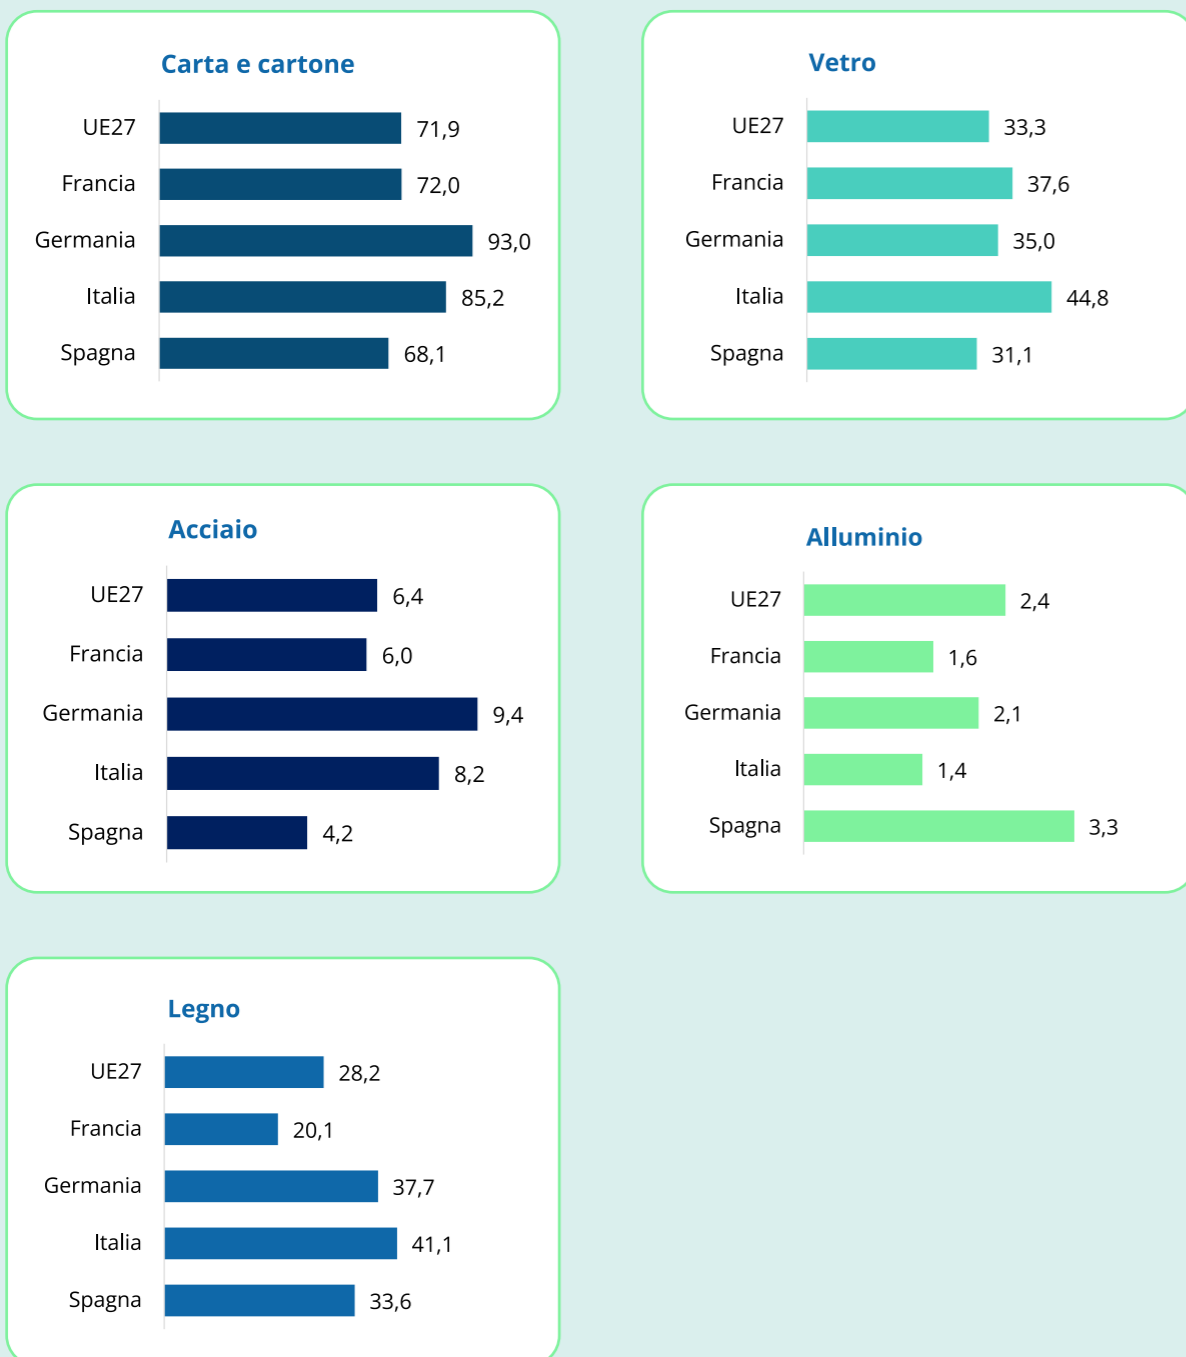 Carta e cartone
UE27 71,9
Francia 72,0
Germania 93,0
Italia 85,2
Spagna 68,1
Vetro
UE27 33,3
Francia 37,6
Germania 35,0
Italia 44,8
Spagna 31,1
Acciaio
UE27 6,4
Francia 6,0
Germania 9,4
Italia 8,2
Spagna 4,2
Alluminio
UE27 2,4
Francia 1,6
Germania 2,1
Italia 1,4
Spagna 3,3
Legno
UE27 28,2
Francia 20,1
Germania 37,7
Italia 41,1
Spagna 33,6